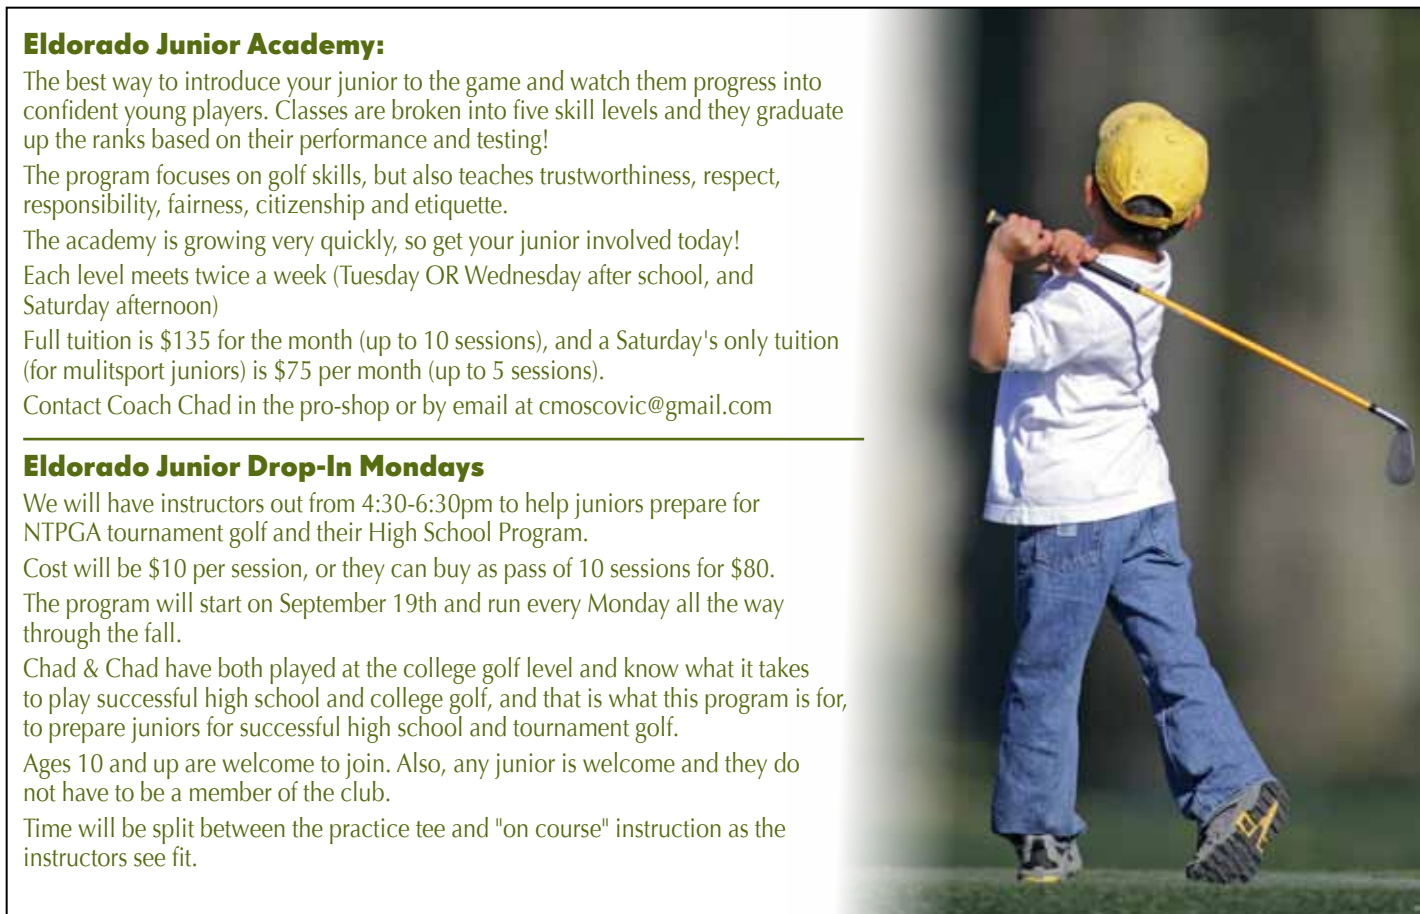 Eldorado Junior Academy:
The best way to introduce your junior to the game and watch them progress into
confident young players. Classes are broken into five skill levels and they graduate
up the ranks based on their performance and testing!
The program focuses on golf skills, but also teaches trustworthiness, respect,
responsibility, fairness, citizenship and etiquette.
The academy is growing very quickly, so get your junior involved today!
Each level meets twice a week (Tuesday OR Wednesday after school, and
Saturday afternoon)
Full tuition is $135 for the month (up to 10 sessions), and a Saturday's only tuition
(for mulitsport juniors) is $75 per month (up to 5 sessions).
Contact Coach Chad in the pro-shop or by email at cmoscovic@gmail.com
Eldorado Junior Drop-In Mondays
We will have instructors out from 4:30-6:30pm to help juniors prepare for
NTPGA tournament golf and their High School Program.
Cost will be $10 per session, or they can buy as pass of 10 sessions for $80.
The program will start on September 19th and run every Monday all the way
through the fall.
Chad & Chad have both played at the college golf level and know what it takes
to play successful high school and college golf, and that is what this program is for,
to prepare juniors for successful high school and tournament golf.
Ages 10 and up are welcome to join. Also, any junior is welcome and they do
not have to be a member of the club.
Time will be split between the practice tee and "on course" instruction as the
instructors see fit.